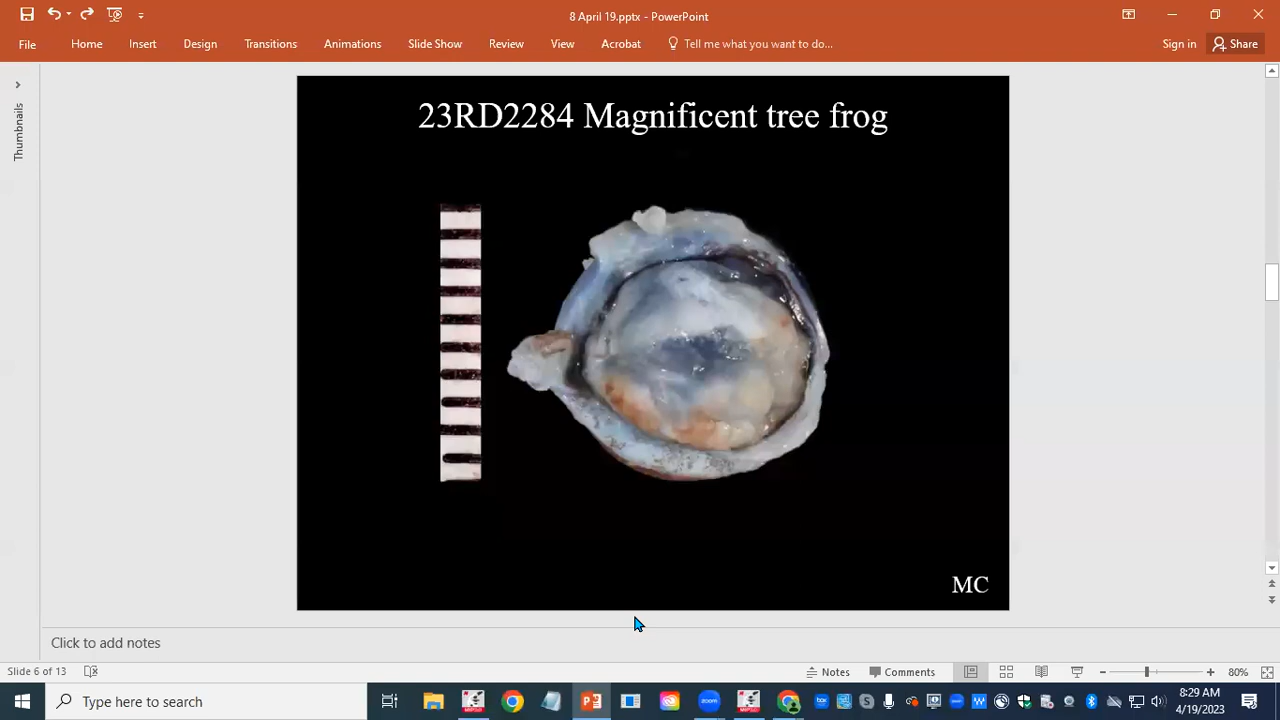 8 April 19.pptx - PowerPoint
File Home Insert Design Transitions Animations Slide Show Review View Acrobat Tell me what you want to do... Sign in Share
Thumbnails
23RD2284 Magnificent tree frog
MC
Click to add notes
Slide 6 of 13 Notes Comments 80%
Type here to search
zoom
8:29 AM
4/19/2023